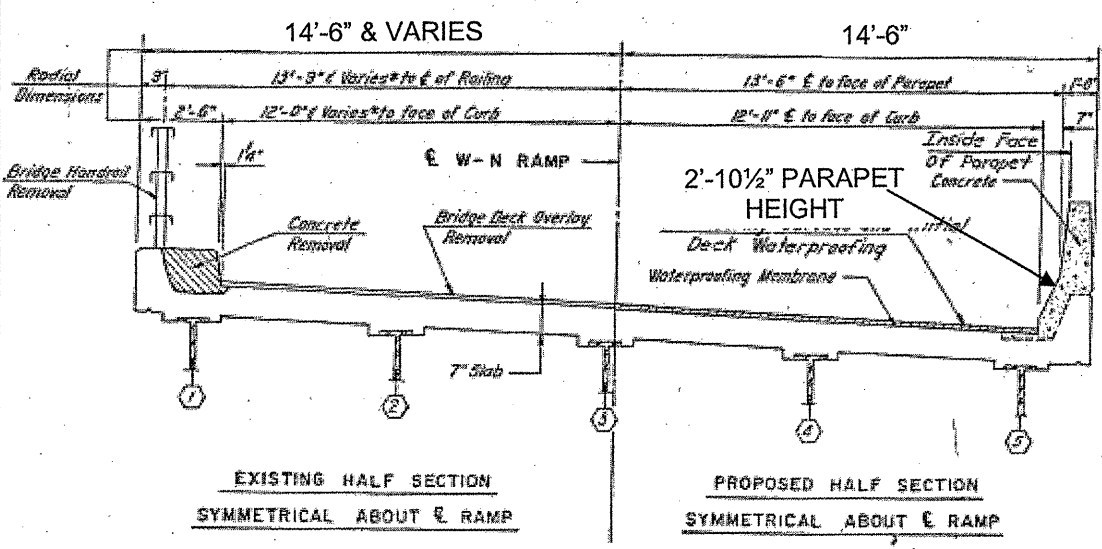 14'-6" & VARIES
14'-6"
Radial
Dimensions
9"
13'-9" & Varies* to ℄ of Railing
13'-6" ℄ to face of Parapet
1'-0"
2'-6"
12'-0" & Varies* to face of Curb
12'-11" ℄ to face of Curb
7"
1¼"
Inside Face
Of Parapet
Concrete
℄ W-N RAMP
Bridge Handrail
Removal
2'-10½" PARAPET
HEIGHT
Concrete
Removal
Bridge Deck Overlay
Removal
Deck Waterproofing
Waterproofing Membrane
7" Slab
1
2
3
4
5
EXISTING HALF SECTION
SYMMETRICAL ABOUT ℄ RAMP
PROPOSED HALF SECTION
SYMMETRICAL ABOUT ℄ RAMP